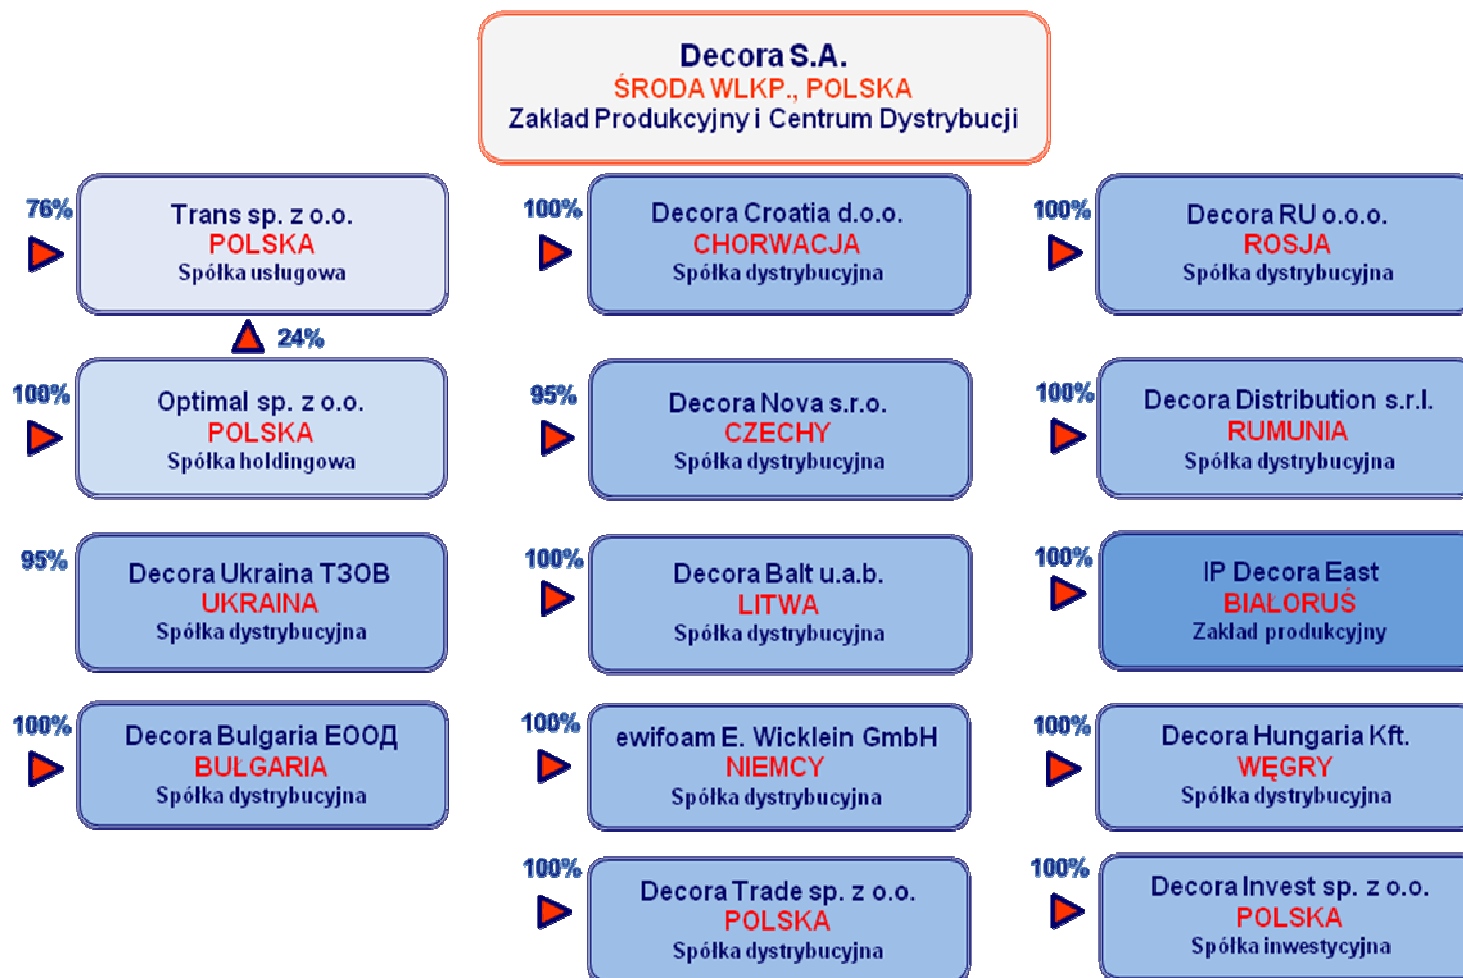 Decora S.A.
ŚRODA WLKP., POLSKA
Zakład Produkcyjny i Centrum Dystrybucji
76%
Trans sp. z o.o.
POLSKA
Spółka usługowa
100%
Decora Croatia d.o.o.
CHORWACJA
Spółka dystrybucyjna
100%
Decora RU o.o.o.
ROSJA
Spółka dystrybucyjna
24%
100%
Optimal sp. z o.o.
POLSKA
Spółka holdingowa
95%
Decora Nova s.r.o.
CZECHY
Spółka dystrybucyjna
100%
Decora Distribution s.r.l.
RUMUNIA
Spółka dystrybucyjna
95%
Decora Ukraina ТЗОВ
UKRAINA
Spółka dystrybucyjna
100%
Decora Balt u.a.b.
LITWA
Spółka dystrybucyjna
100%
IP Decora East
BIAŁORUŚ
Zakład produkcyjny
100%
Decora Bulgaria ЕООД
BUŁGARIA
Spółka dystrybucyjna
100%
ewifoam E. Wicklein GmbH
NIEMCY
Spółka dystrybucyjna
100%
Decora Hungaria Kft.
WĘGRY
Spółka dystrybucyjna
100%
Decora Trade sp. z o.o.
POLSKA
Spółka dystrybucyjna
100%
Decora Invest sp. z o.o.
POLSKA
Spółka inwestycyjna